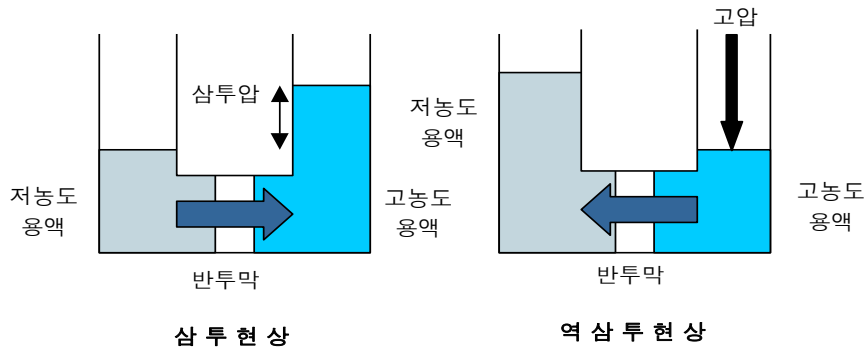 삼투압
저농도
용액
고농도
용액
반투막
삼 투 현 상
고압
저농도
용액
고농도
용액
반투막
역 삼 투 현 상